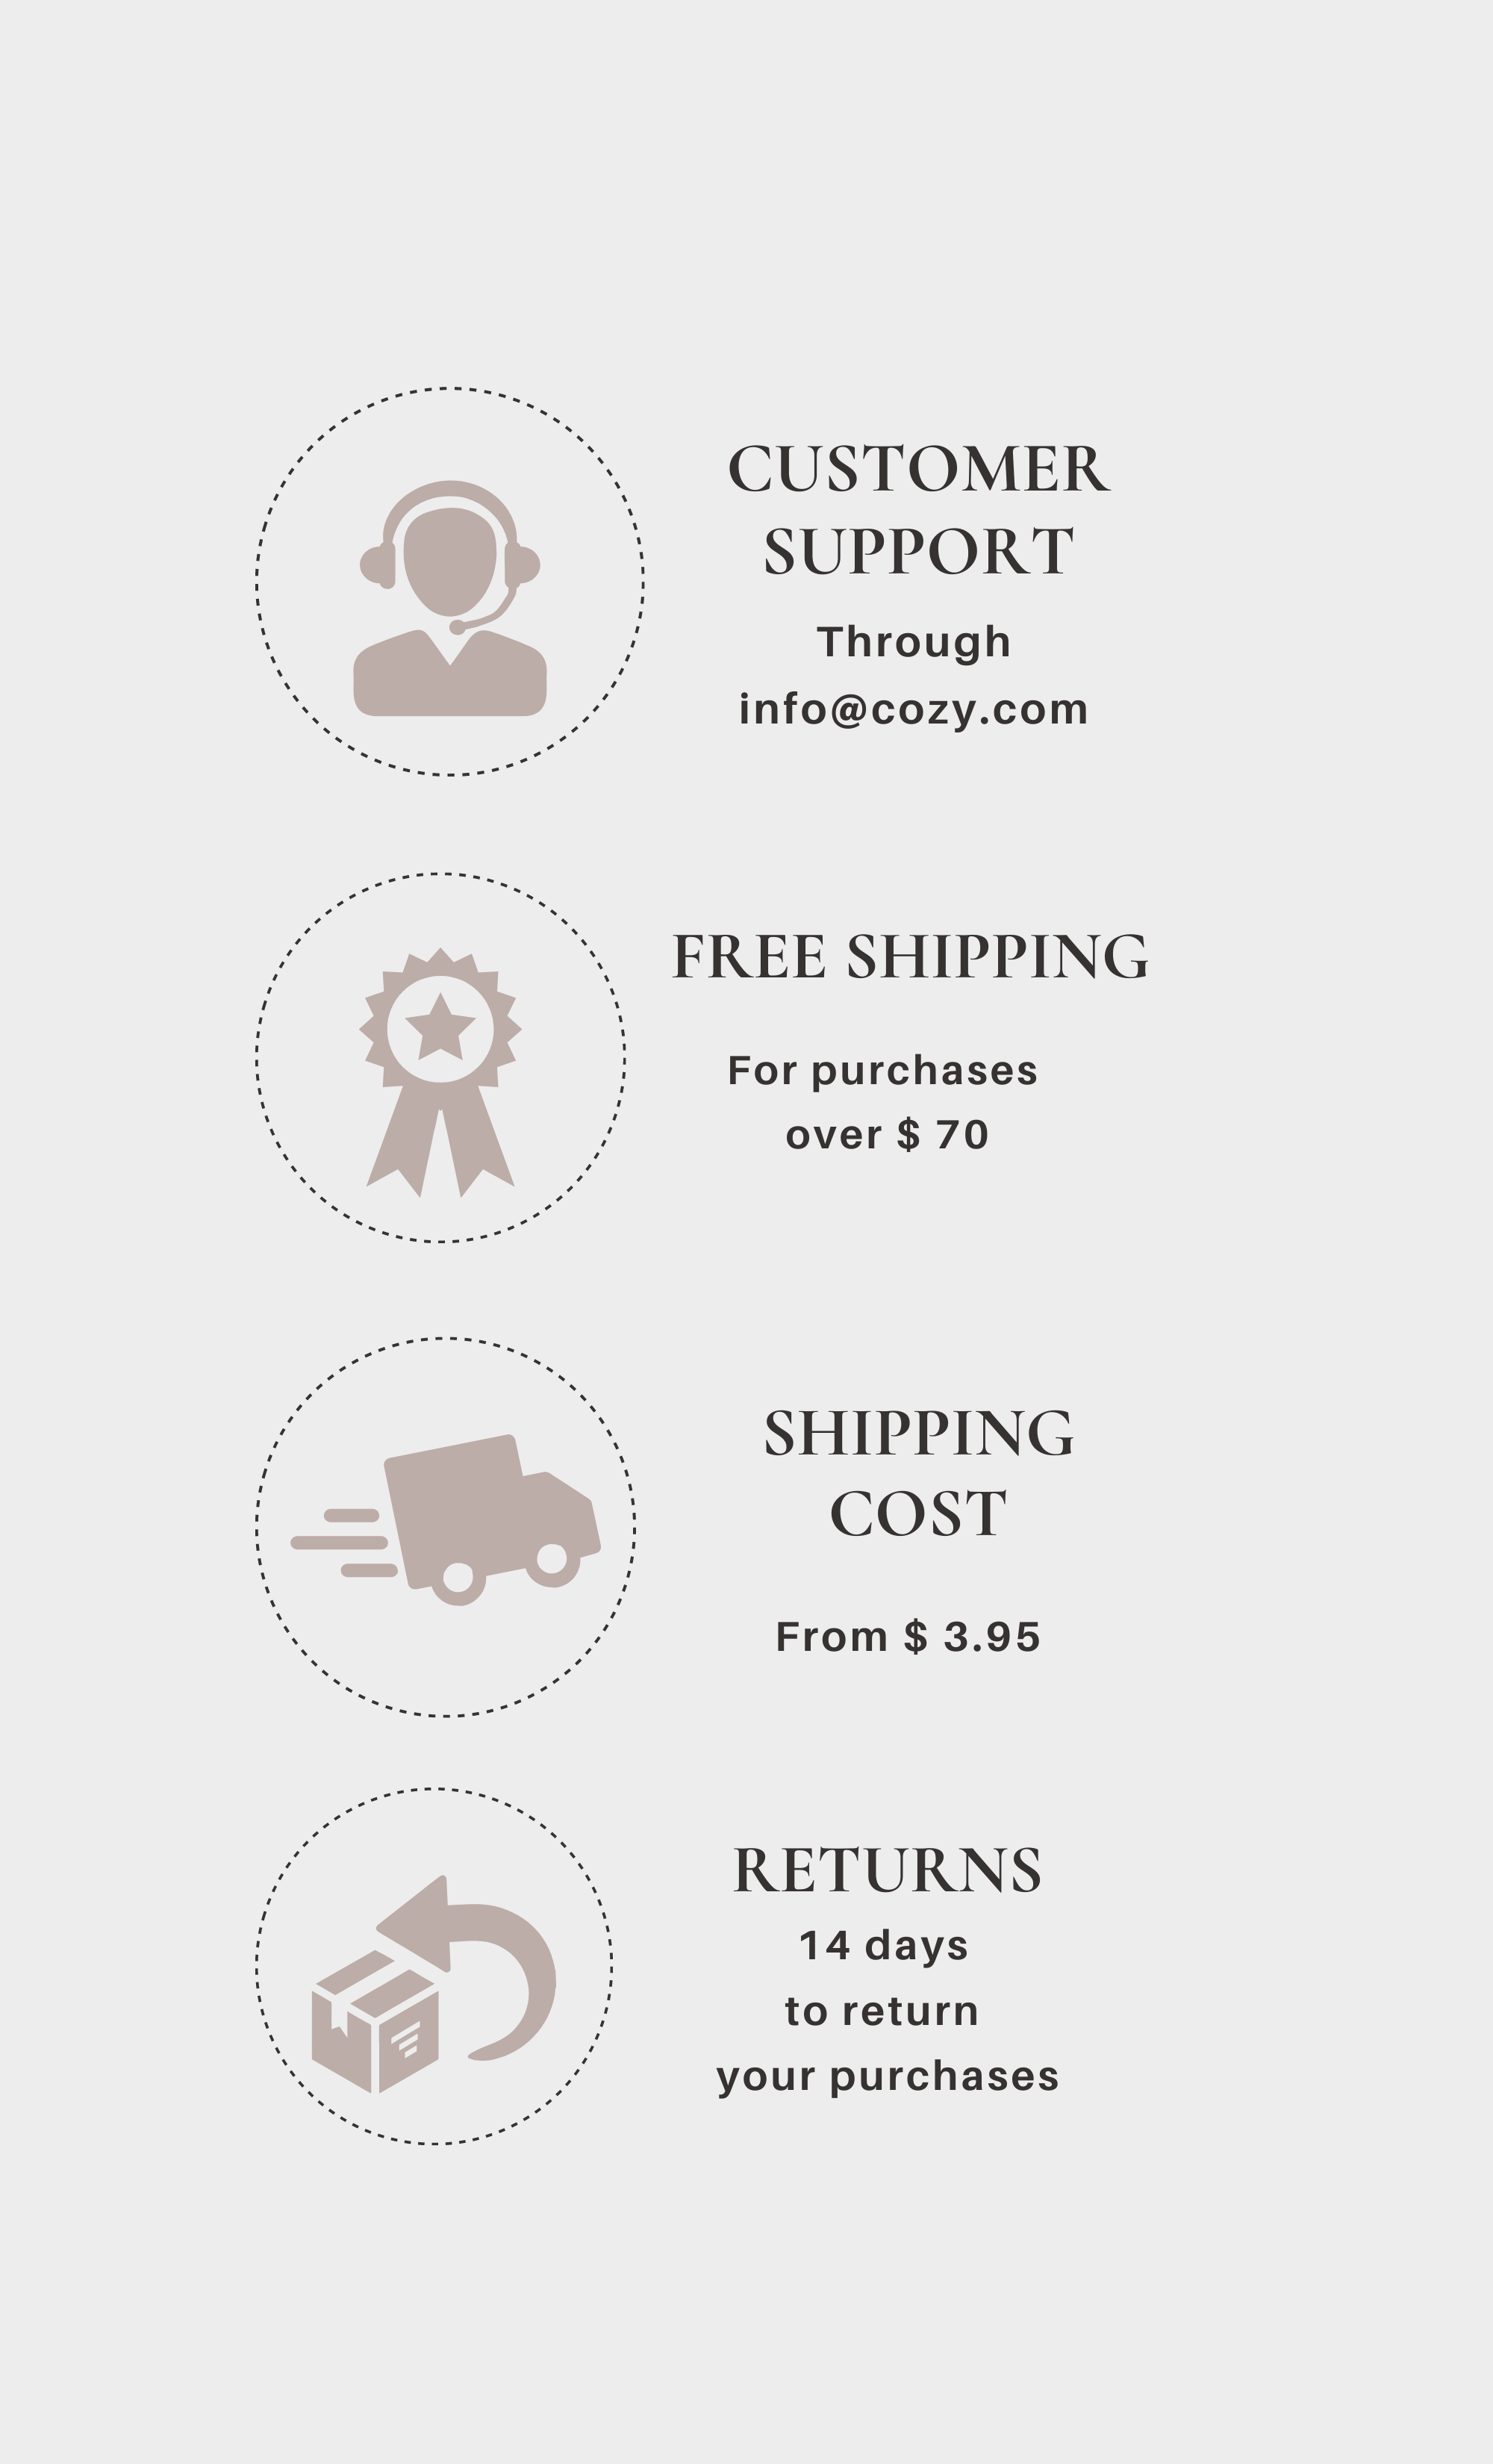 CUSTOMER
SUPPORT
Through
info@cozy.com
FREE SHIPPING
For purchases
over $ 70
SHIPPING
COST
From $ 3.95
RETURNS
14 days
to return
your purchases